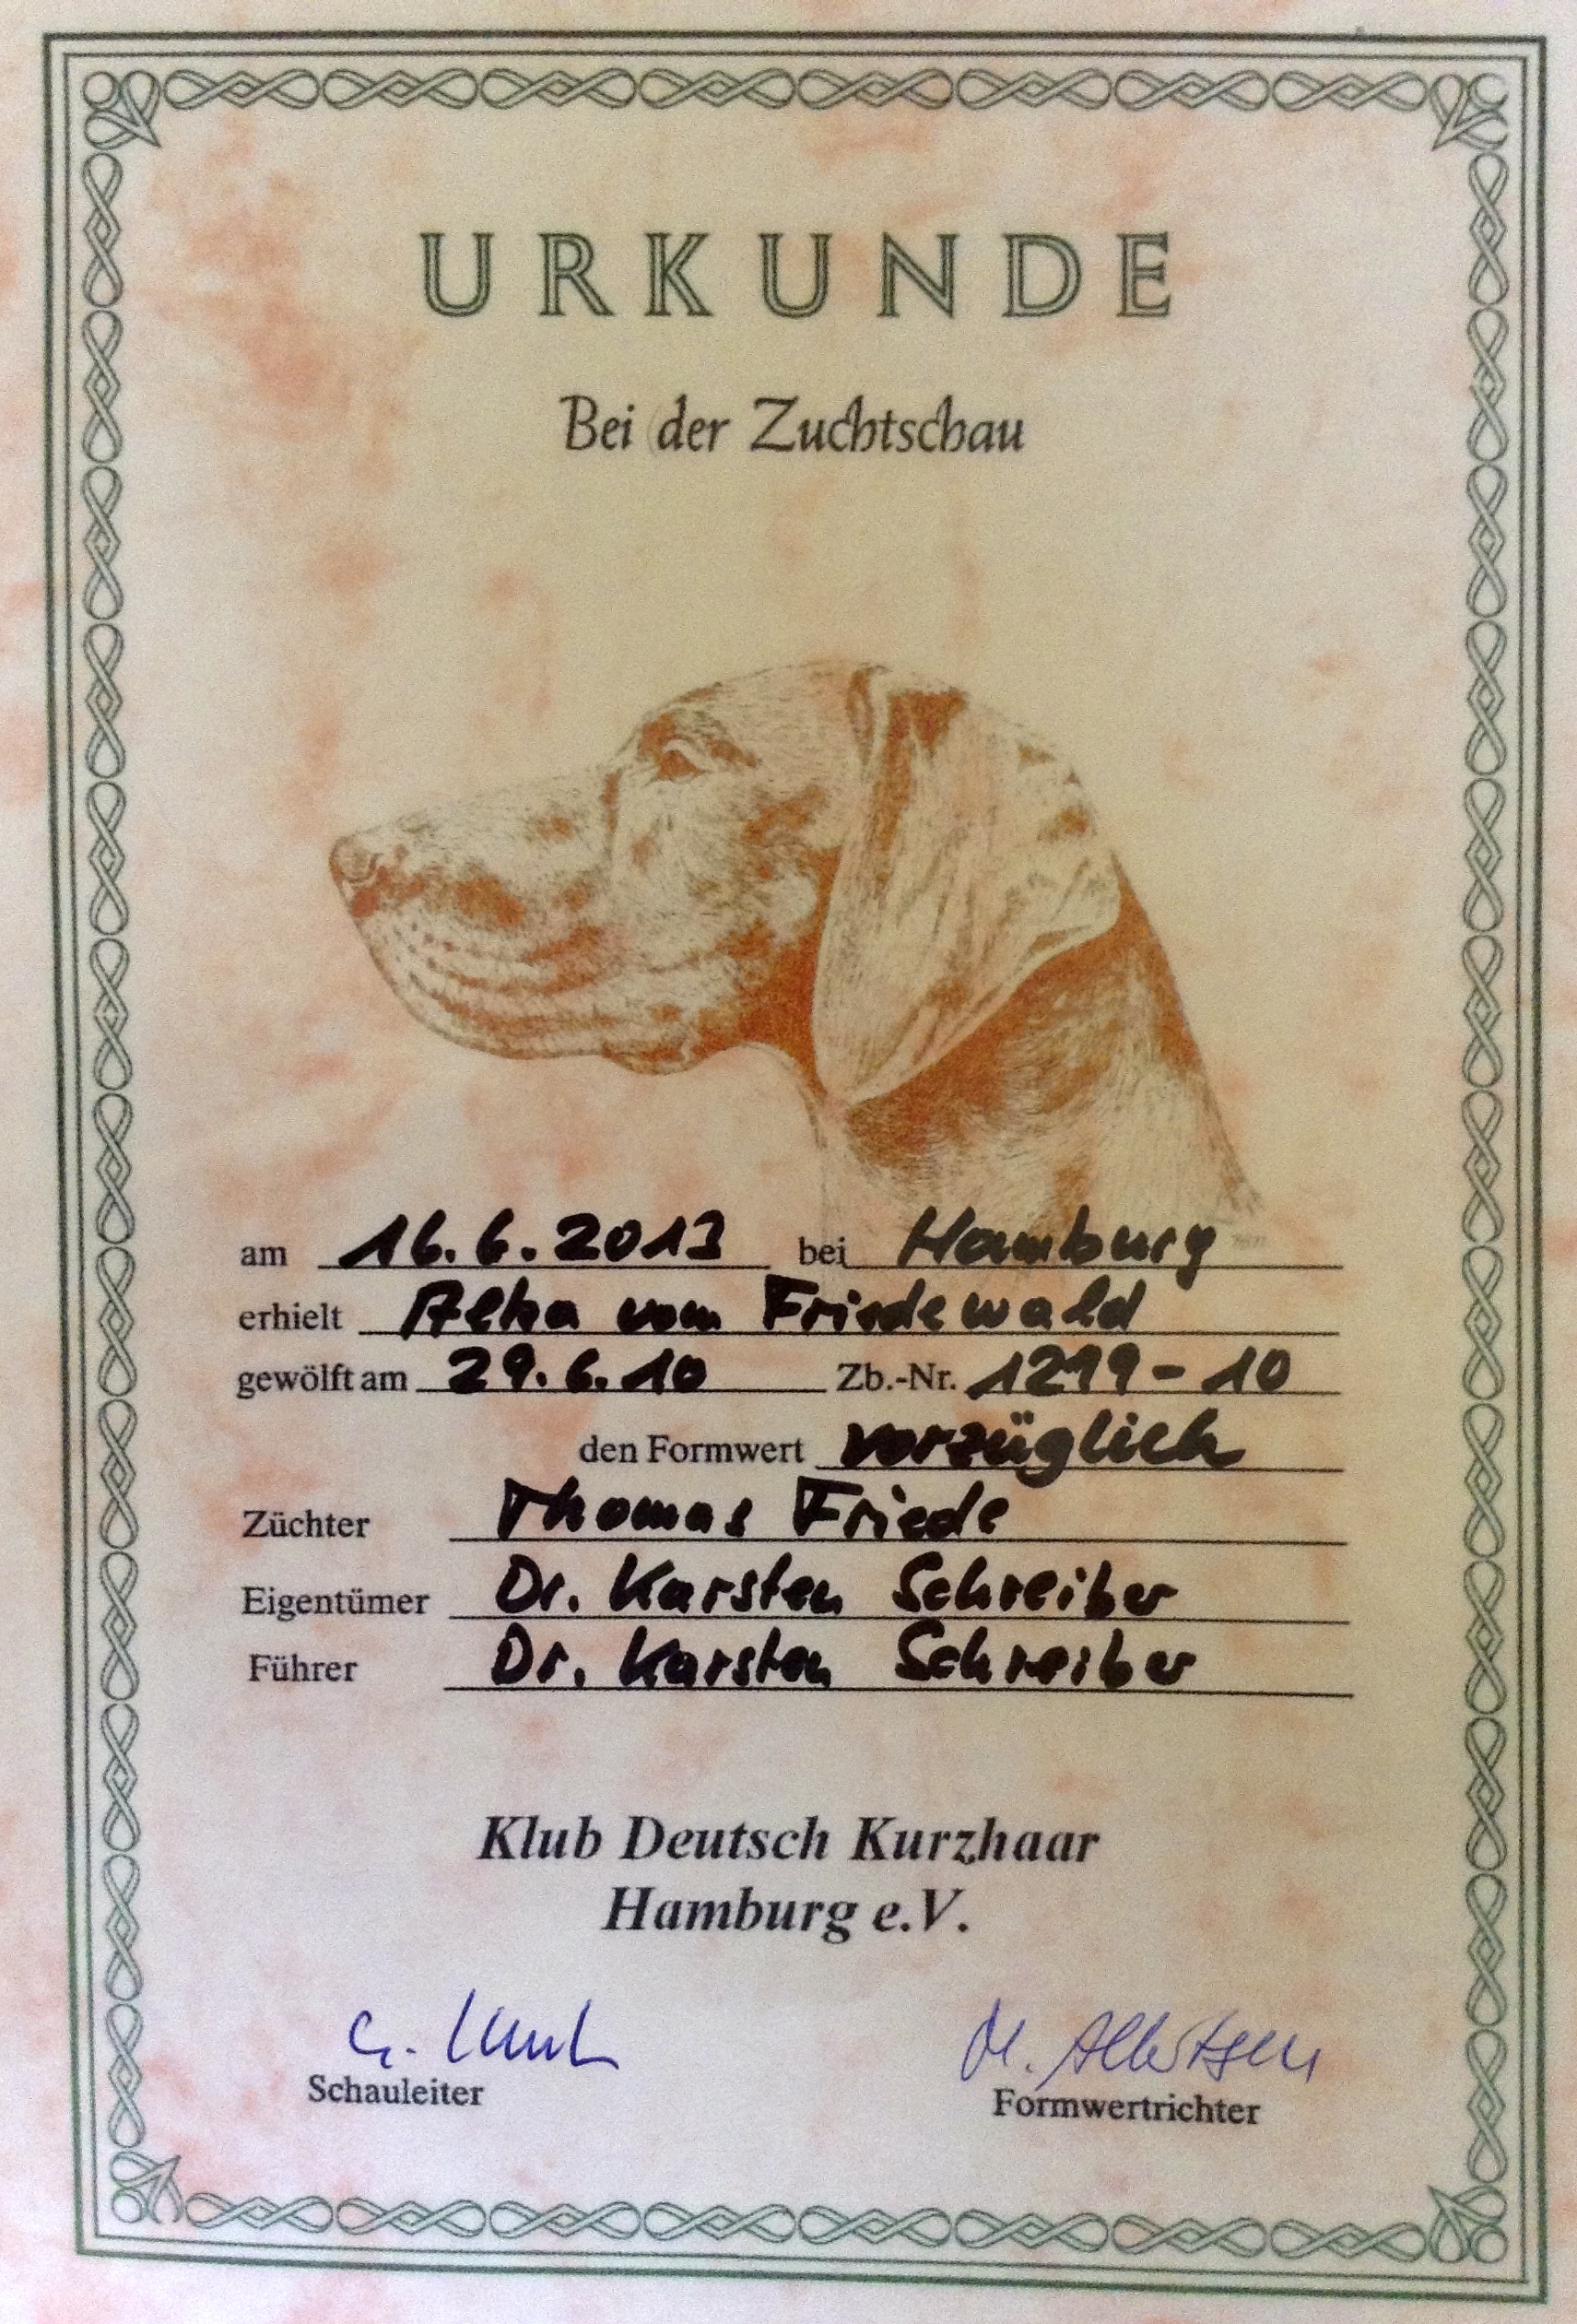 URKUNDE
Bei der Zuchtschau
am 16.6.2013 bei Hamburg
erhielt vom Friedewald
gewölft am 29.6.10 Zb.-Nr. 1299-10
den Formwert vorzüglich
Züchter Thomas Friede
Eigentümer Dr. Karsten Schreiber
Führer Dr. Karsten Schreiber
Klub Deutsch Kurzhaar
Hamburg e.V.
Schauleiter
Formwertrichter